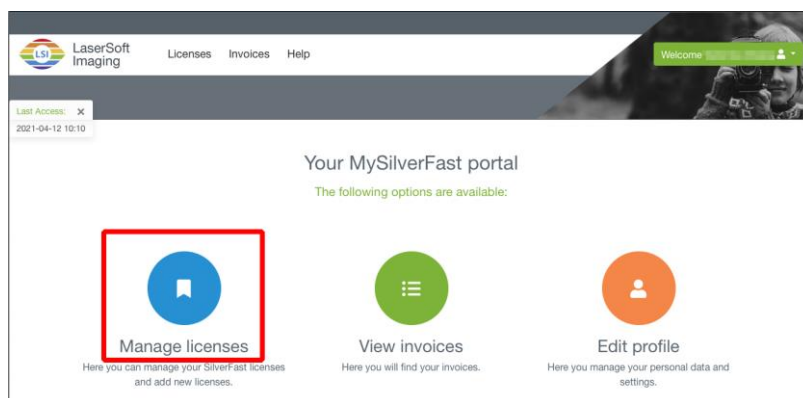 LSI
LaserSoft
Imaging
Licenses Invoices Help
Welcome
Last Access: X
2021-04-12 10:10
Your MySilverFast portal
The following options are available:
Manage licenses
Here you can manage your SilverFast licenses
and add new licenses.
View invoices
Here you will find your invoices.
Edit profile
Here you manage your personal data and
settings.